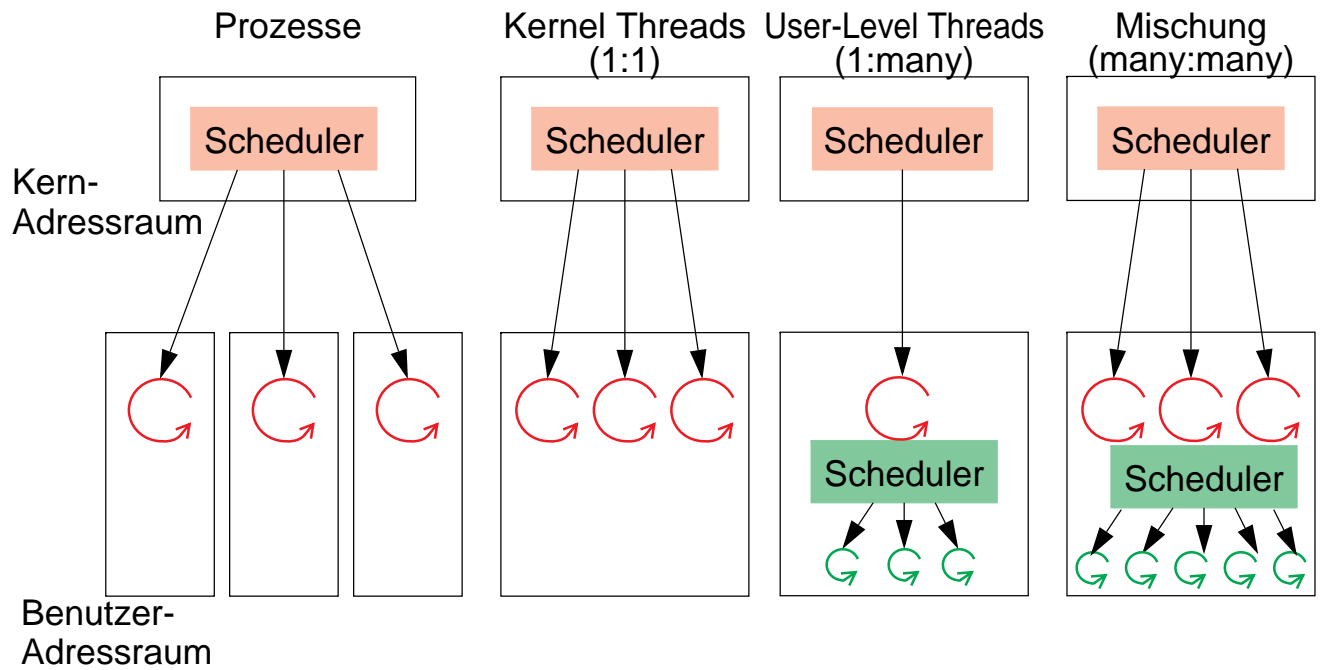 Prozesse
Kernel Threads
(1:1)
User-Level Threads
(1:many)
Mischung
(many:many)
Scheduler
Scheduler
Scheduler
Scheduler
Kern-
Adressraum
Scheduler
Scheduler
Benutzer-
Adressraum